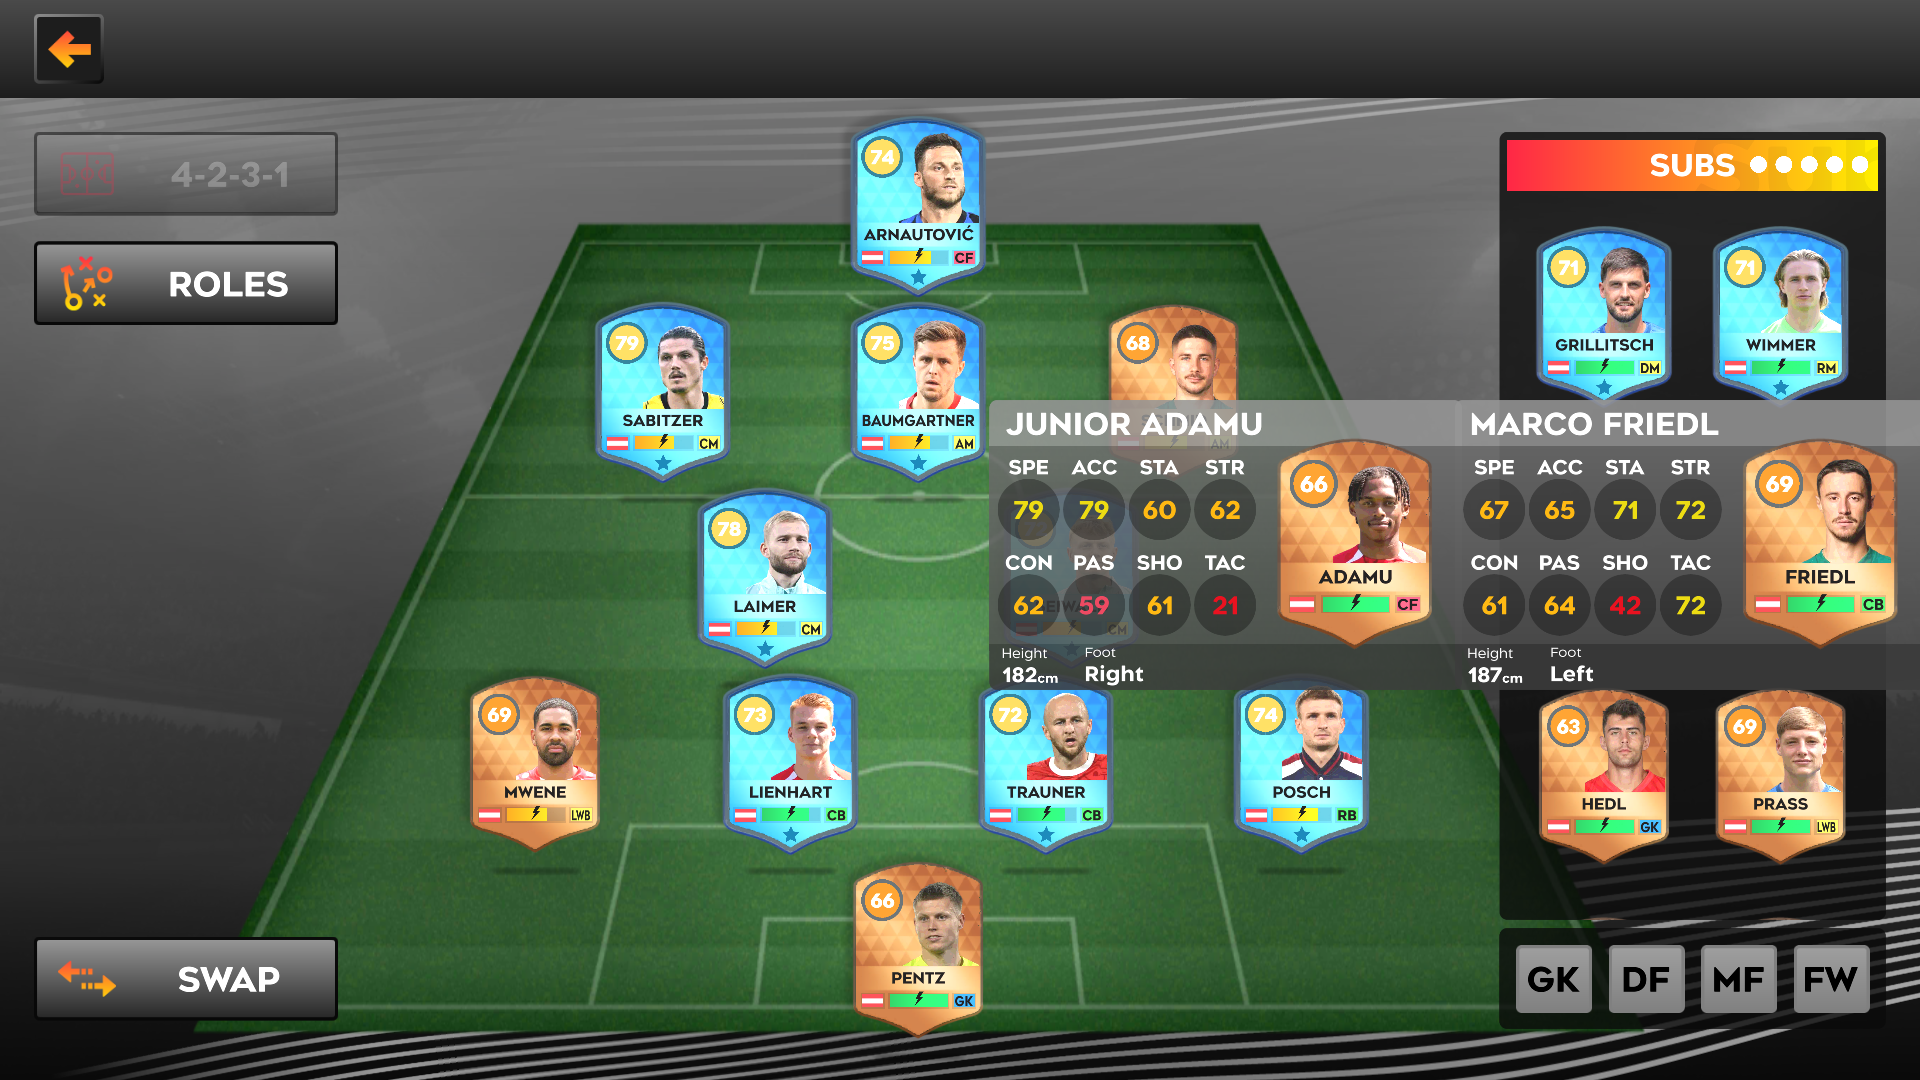 4-2-3-1
ROLES
SWAP
74
ARNAUTOVIĆ
CF
79
SABITZER
CM
75
BAUMGARTNER
AM
68
AM
78
LAIMER
CM
CM
69
MWENE
LWB
73
LIENHART
CB
72
TRAUNER
CB
74
POSCH
RB
66
PENTZ
GK
JUNIOR ADAMU
SPE ACC STA STR
79 79 60 62
CON PAS SHO TAC
62 59 61 21
Height Foot
182cm Right
66
ADAMU
CF
MARCO FRIEDL
SPE ACC STA STR
67 65 71 72
CON PAS SHO TAC
61 64 42 72
Height Foot
187cm Left
69
FRIEDL
CB
SUBS
71
GRILLITSCH
DM
71
WIMMER
RM
63
HEDL
GK
69
PRASS
LWB
GK DF MF FW